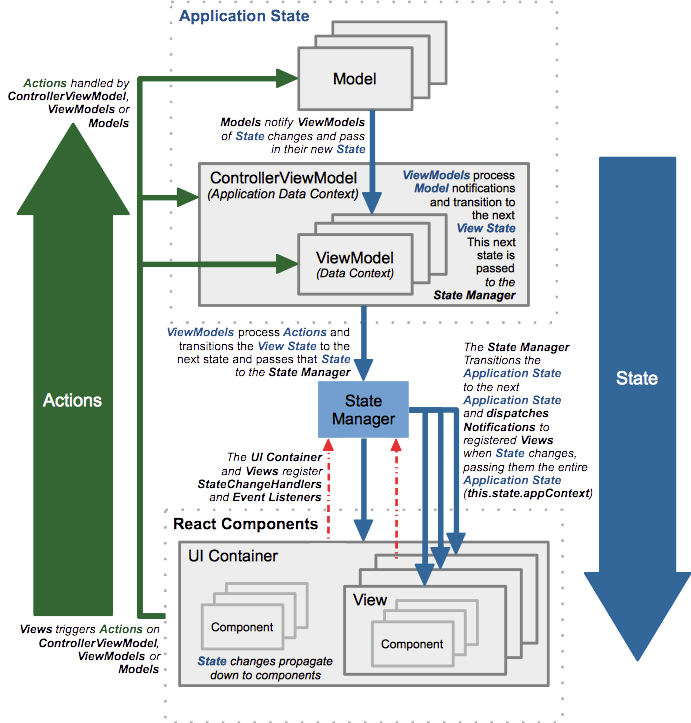 Application State
Model
Actions handled by
ControllerViewModel,
ViewModels or
Models
Models notify ViewModels
of State changes and pass
in their new State
ControllerViewModel
(Application Data Context)
ViewModels process
Model notifications
and transition to
the next
View State
This next
state is
passed
to the
State Manager
ViewModel
(Data Context)
ViewModels process Actions and
transitions the View State to the
next state and passes that State
to the State Manager
The State Manager
Transitions the
Application State
to the next
Application State
and dispatches
Notifications to
registered Views
when State changes,
passing them the entire
Application State
(this.state.appContext)
State
Actions
State
Manager
The UI Container
and Views register
StateChangeHandlers
and Event Listeners
React Components
UI Container
View
Component
Component
State changes propagate
down to components
Views triggers Actions on
ControllerViewModel,
ViewModels or
Models